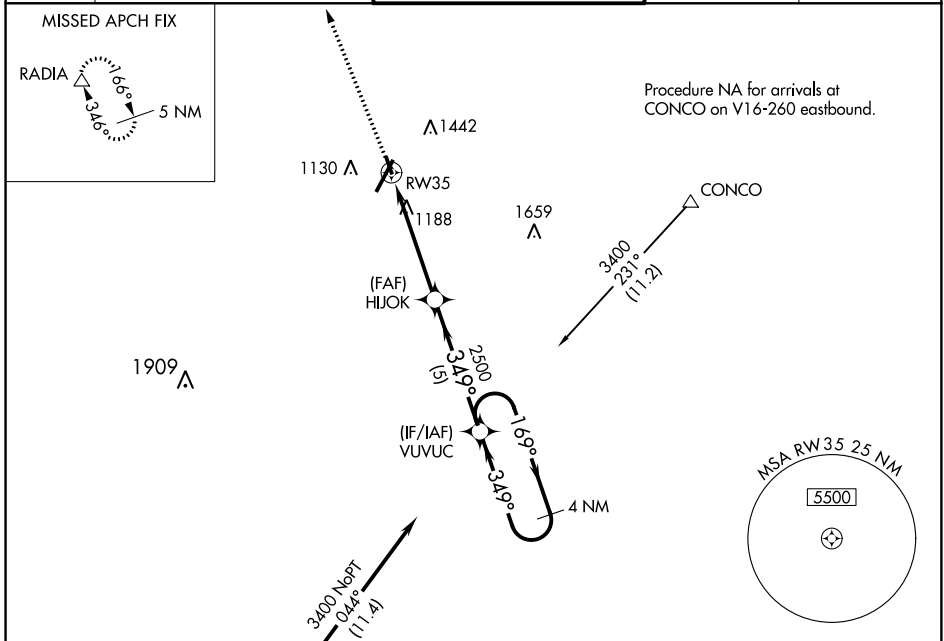 MISSED APCH FIX
RADIA
166°
346°
5 NM
Procedure NA for arrivals at
CONCO on V16-260 eastbound.
1442
1130
RW35
1188
1659
CONCO
3400
231°
(11.2)
(FAF)
HIJOK
2500
349°
(5)
1909
(IF/IAF)
VUVUC
169°
349°
4 NM
3400 NoPT
044°
(11.4)
MSA RW35 25 NM
5500